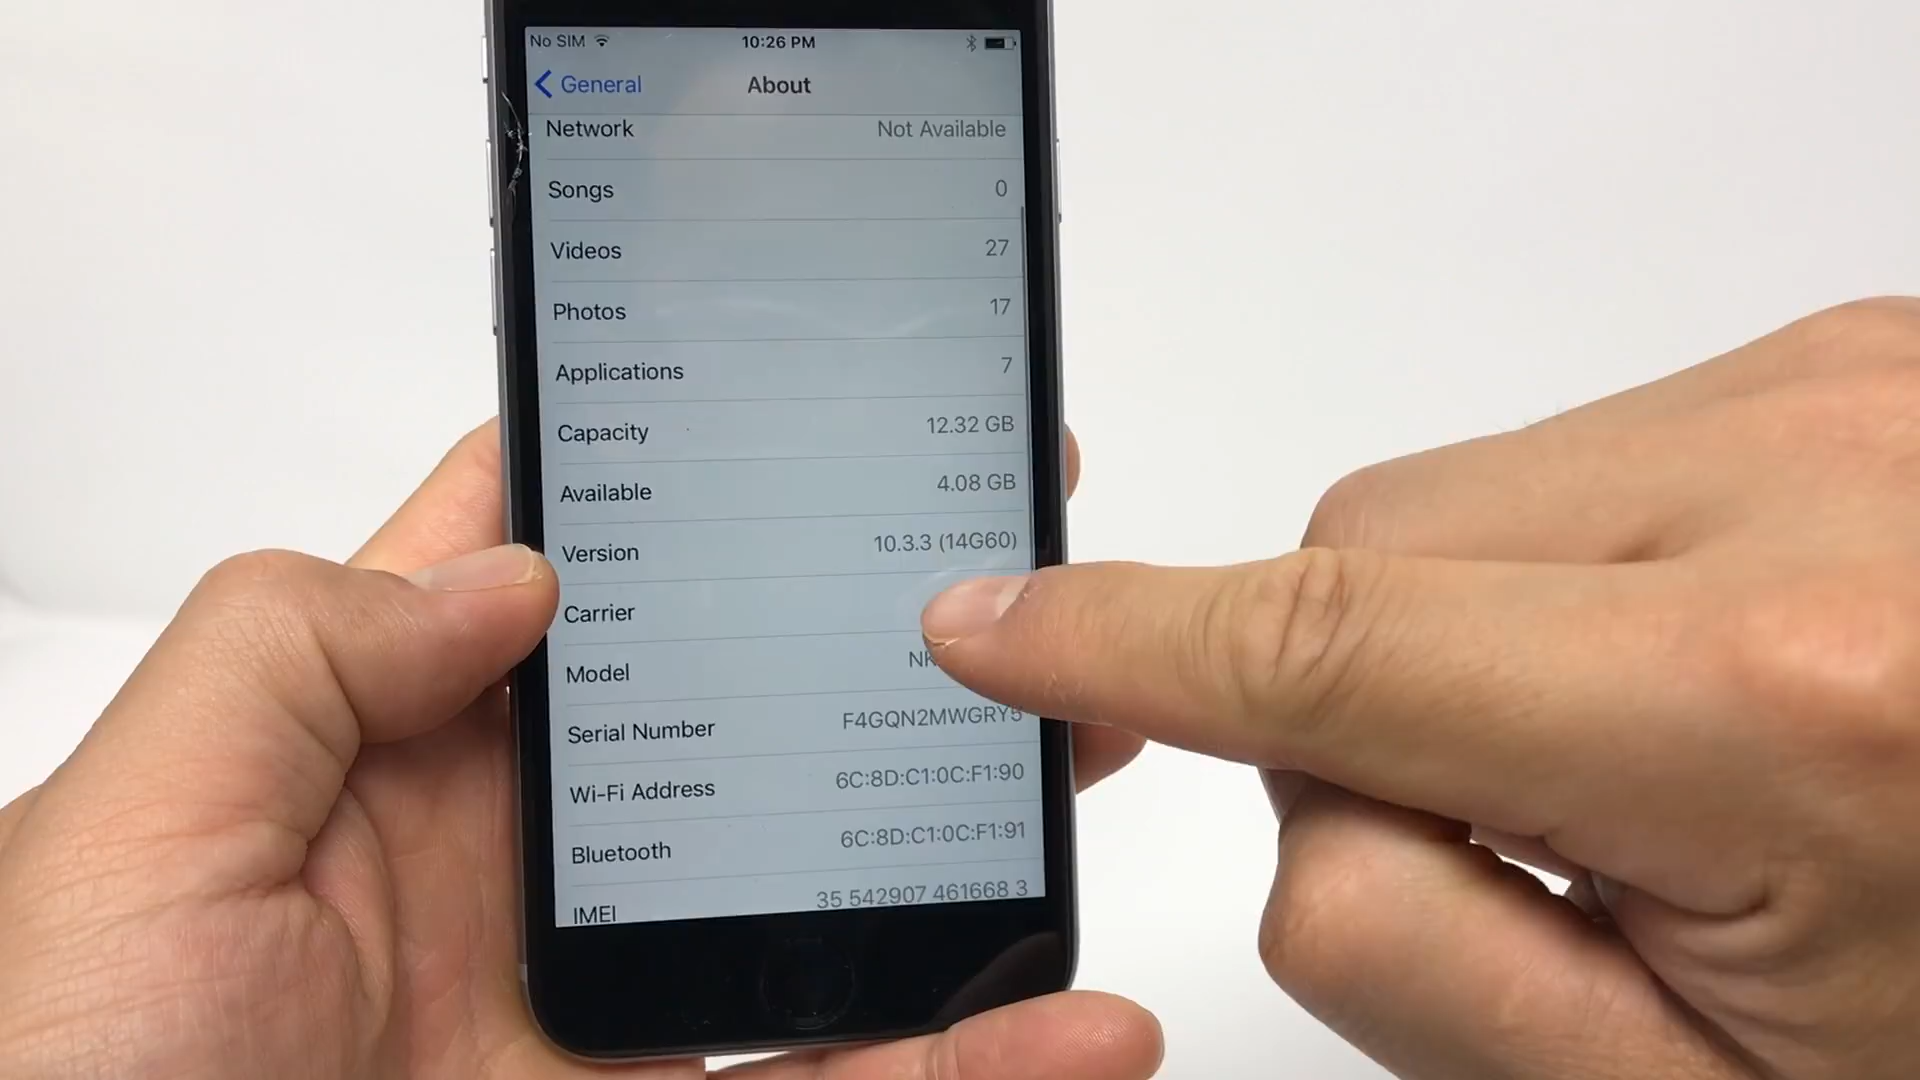 No SIM 10:26 PM
General About
Network Not Available
Songs 0
Videos 27
Photos 17
Applications 7
Capacity 12.32 GB
Available 4.08 GB
Version 10.3.3 (14G60)
Carrier
Model
Serial Number F4GQN2MWGRY5
Wi-Fi Address 6C:8D:C1:0C:F1:90
Bluetooth 6C:8D:C1:0C:F1:91
IMEI 35 542907 461668 3